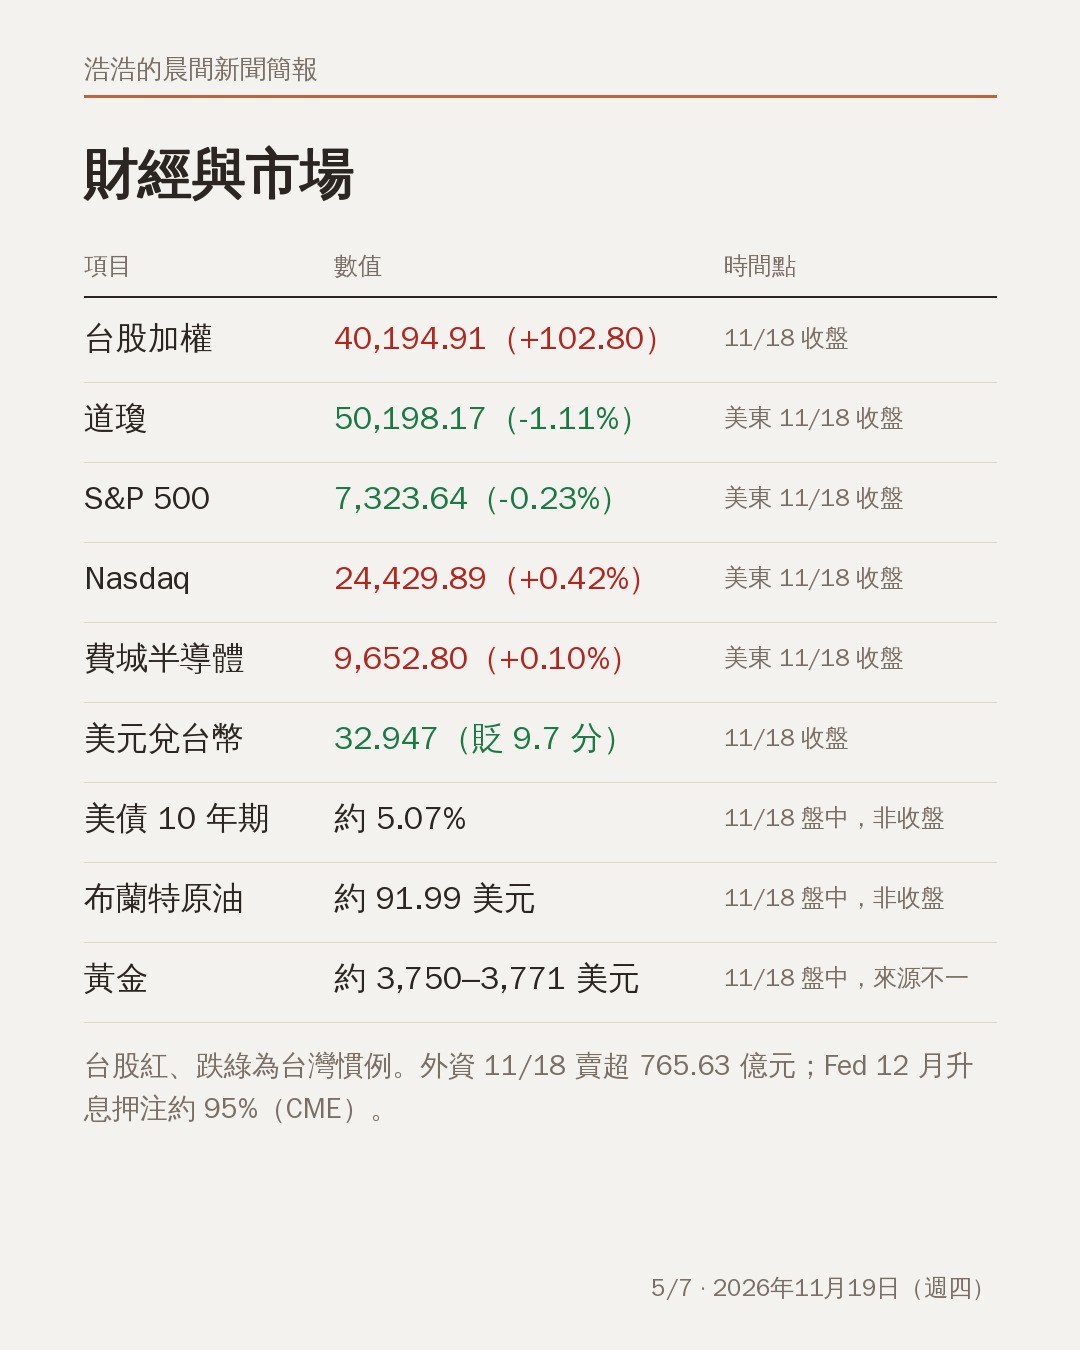 浩浩的晨間新聞簡報
財經與市場
項目 數值 時間點
台股加權 40,194.91（+102.80） 11/18 收盤
道瓊 50,198.17（-1.11%） 美東 11/18 收盤
S&P 500 7,323.64（-0.23%） 美東 11/18 收盤
Nasdaq 24,429.89（+0.42%） 美東 11/18 收盤
費城半導體 9,652.80（+0.10%） 美東 11/18 收盤
美元兌台幣 32.947（貶 9.7 分） 11/18 收盤
美債 10 年期 約 5.07% 11/18 盤中，非收盤
布蘭特原油 約 91.99 美元 11/18 盤中，非收盤
黃金 約 3,750–3,771 美元 11/18 盤中，來源不一
台股紅、跌綠為台灣慣例。外資 11/18 賣超 765.63 億元；Fed 12 月升
息押注約 95%（CME）。
5/7 · 2026年11月19日（週四）